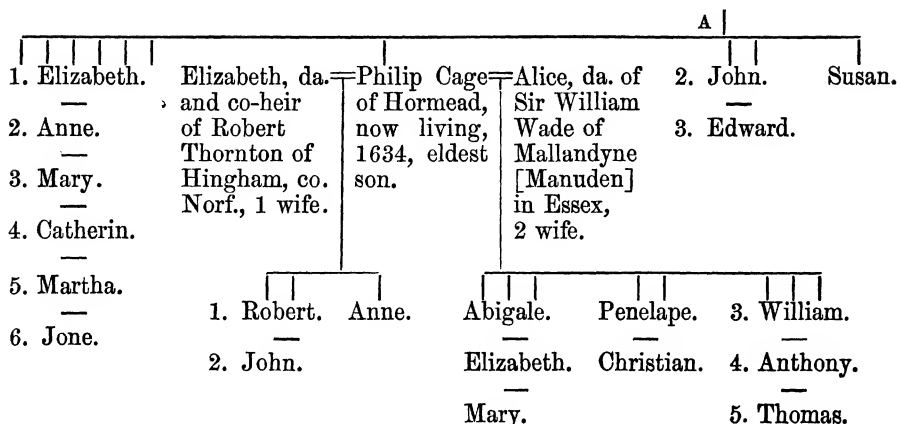 A
1. Elizabeth.
2. Anne.
3. Mary.
4. Catherin.
5. Martha.
6. Jone.
Elizabeth, da.
and co-heir
of Robert
Thornton of
Hingham, co.
Norf., 1 wife.
Philip Cage
of Hormead,
now living,
1634, eldest
son.
Alice, da. of
Sir William
Wade of
Mallandyne
[Manuden]
in Essex,
2 wife.
2. John.
3. Edward.
Susan.
1. Robert.
2. John.
Anne.
Abigale.
Elizabeth.
Mary.
Penelape.
Christian.
3. William.
4. Anthony.
5. Thomas.